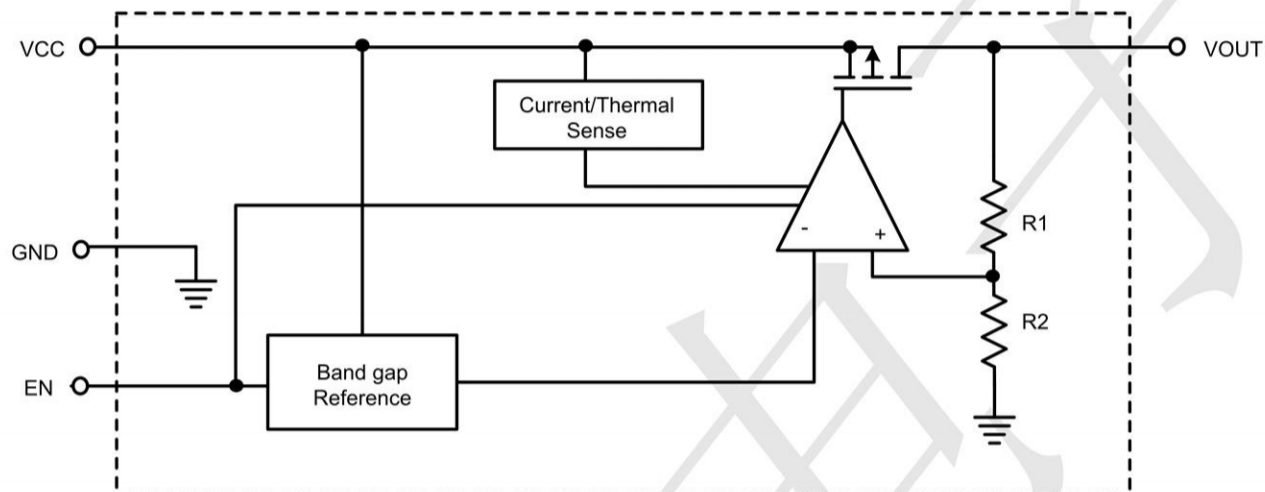 VCC
VOUT
Current/Thermal
Sense
-
+
R1
GND
R2
EN
Band gap
Reference